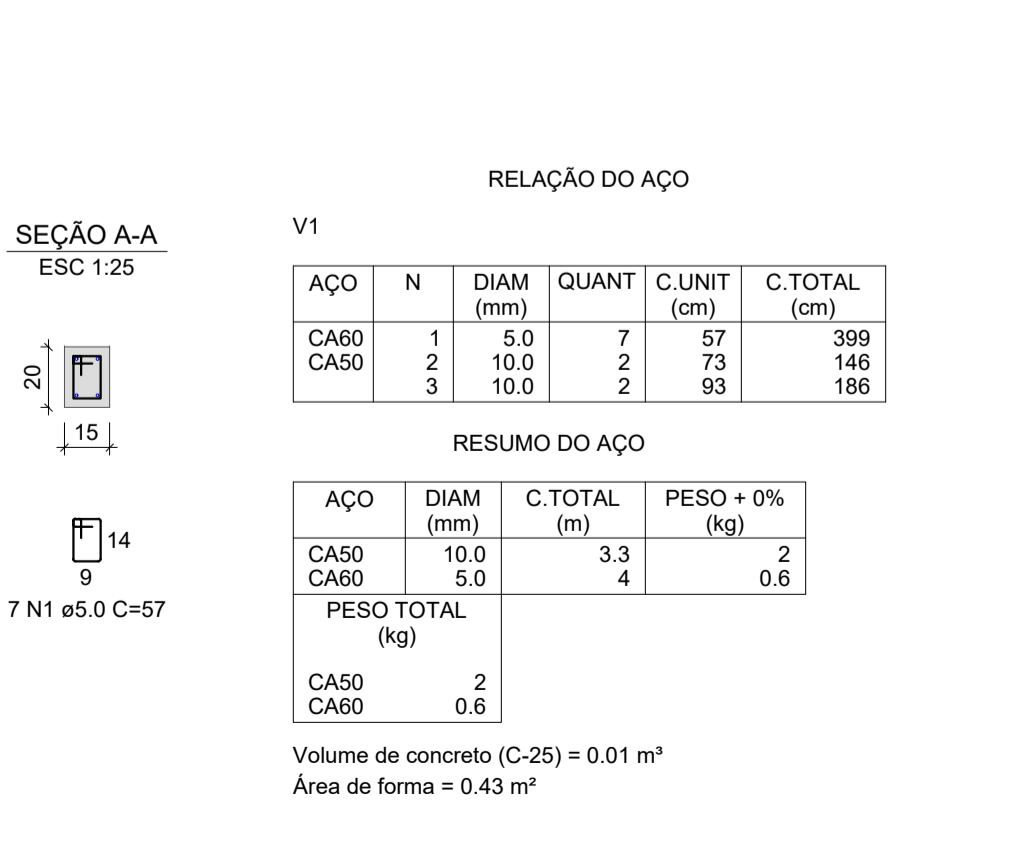 SEÇÃO A-A
ESC 1:25
20
15
14
9
7 N1 ø5.0 C=57
RELAÇÃO DO AÇO
V1
AÇO N DIAM QUANT C.UNIT C.TOTAL
(mm) (cm) (cm)
CA60 1 5.0 7 57 399
CA50 2 10.0 2 73 146
3 10.0 2 93 186
RESUMO DO AÇO
AÇO DIAM C.TOTAL PESO + 0%
(mm) (m) (kg)
CA50 10.0 3.3 2
CA60 5.0 4 0.6
PESO TOTAL
(kg)
CA50 2
CA60 0.6
Volume de concreto (C-25) = 0.01 m³
Área de forma = 0.43 m²